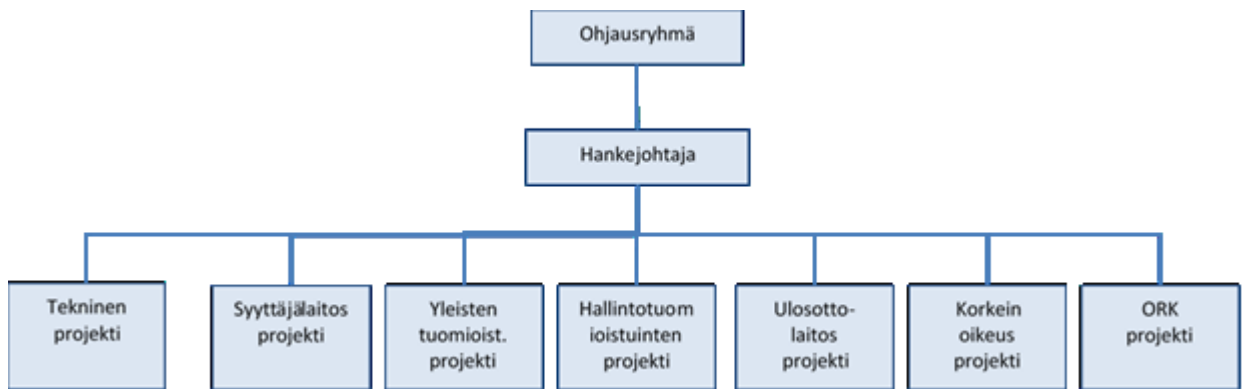 Ohjausryhmä
Hankejohtaja
Tekninen
projekti
Syyttäjälaitos
projekti
Yleisten
tuomioist.
projekti
Hallintotuom
ioistuinten
projekti
Ulosotto-
laitos
projekti
Korkein
oikeus
projekti
ORK
projekti